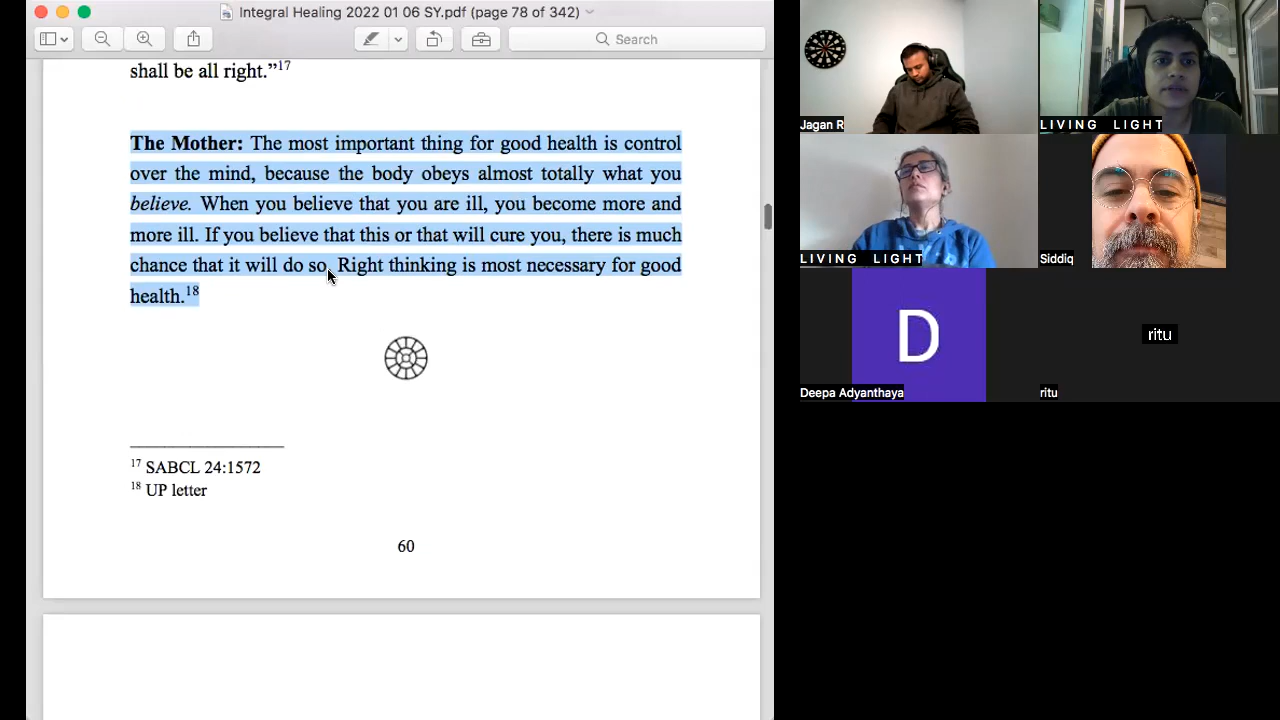 Integral Healing 2022 01 06 SY.pdf (page 78 of 342)
Search
shall be all right.”17
The Mother: The most important thing for good health is control
over the mind, because the body obeys almost totally what you
believe. When you believe that you are ill, you become more and
more ill. If you believe that this or that will cure you, there is much
chance that it will do so. Right thinking is most necessary for good
health.18
17 SABCL 24:1572
18 UP letter
60
Jagan R
LIVING LIGHT
LIVING LIGHT
Siddiq
D
Deepa Adyanthaya
ritu
ritu